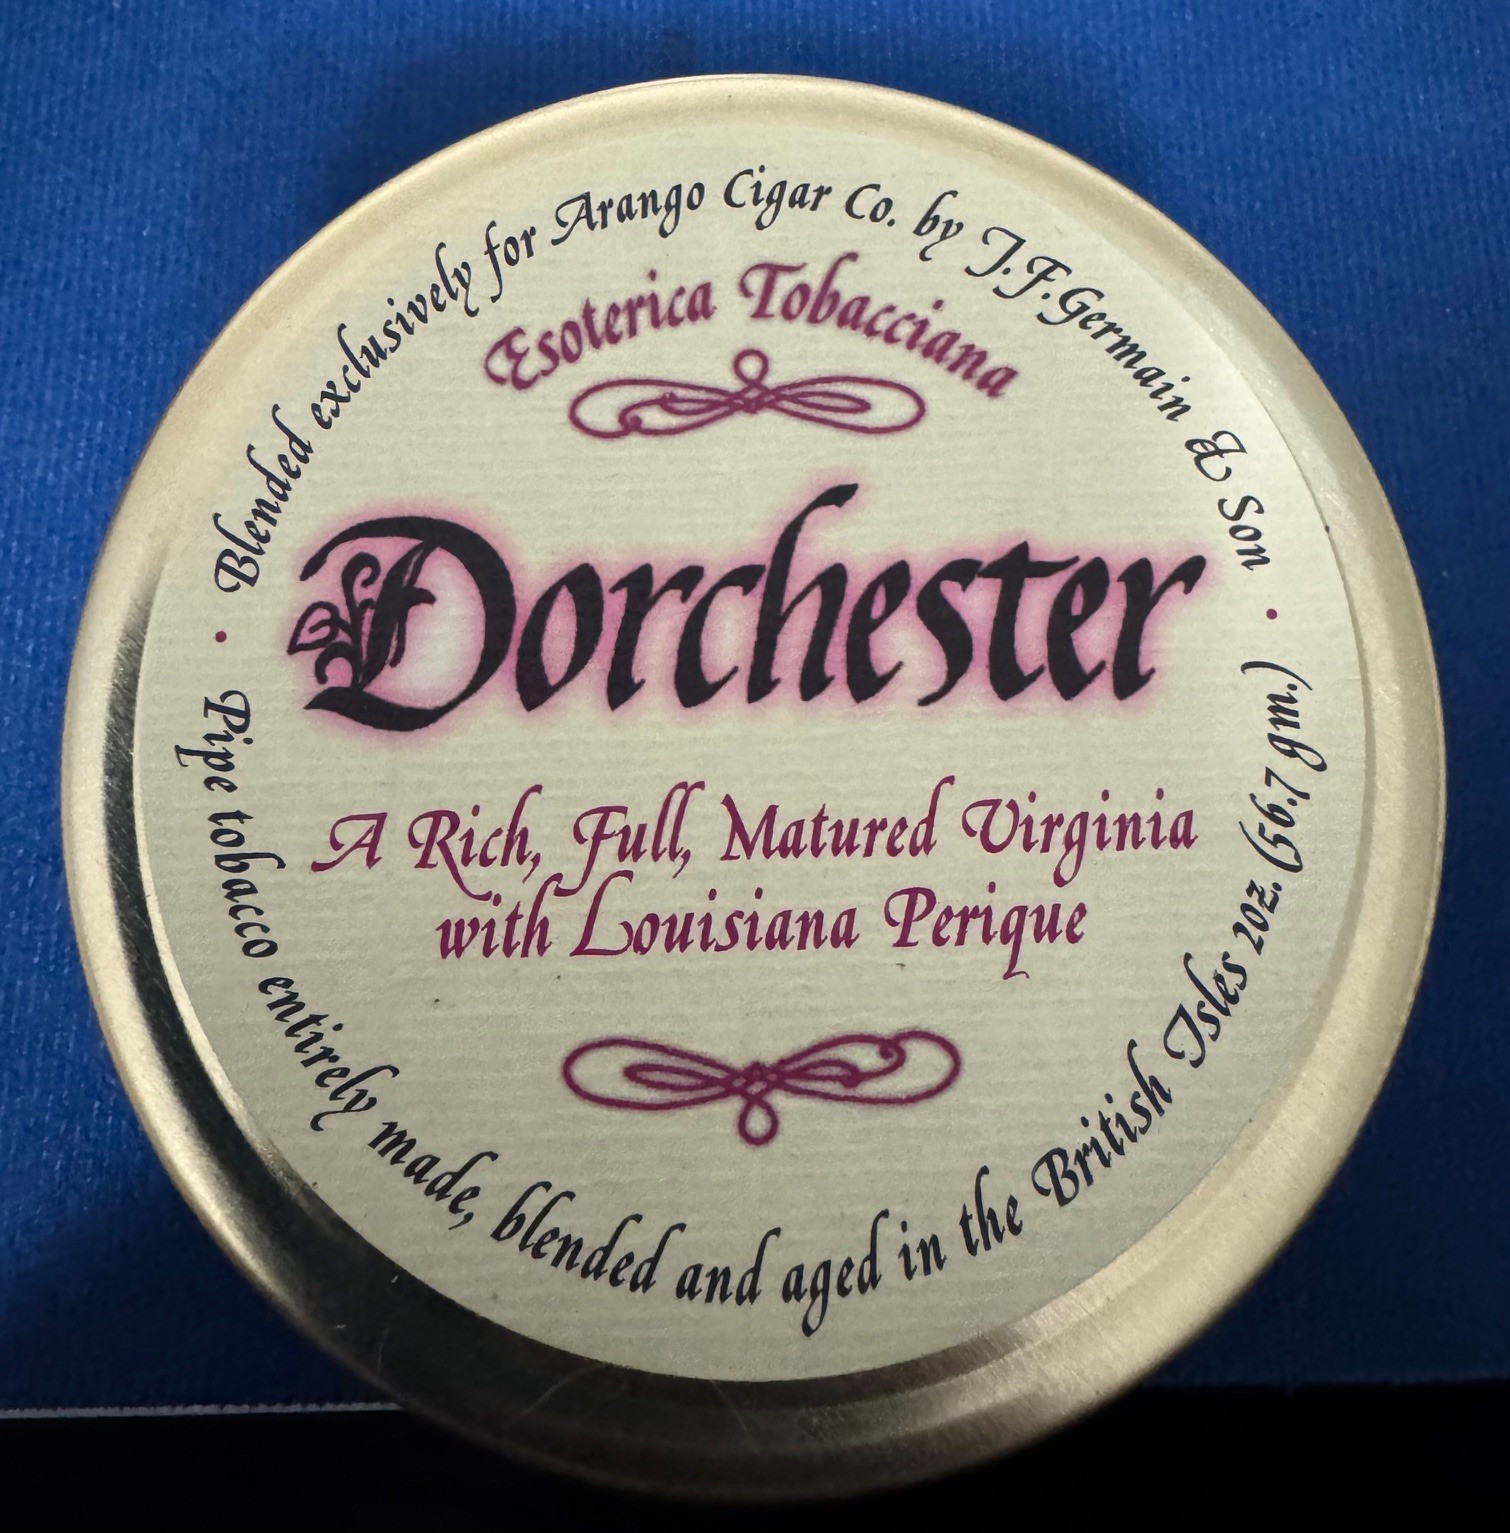 Blended exclusively for Arango Cigar Co. by J.F.Germain & Son
Esoterica Tobacciana
Dorchester
A Rich, Full, Matured Virginia
with Louisiana Perique
Pipe tobacco entirely made, blended and aged in the British Isles 2oz. (56.7 gm.)